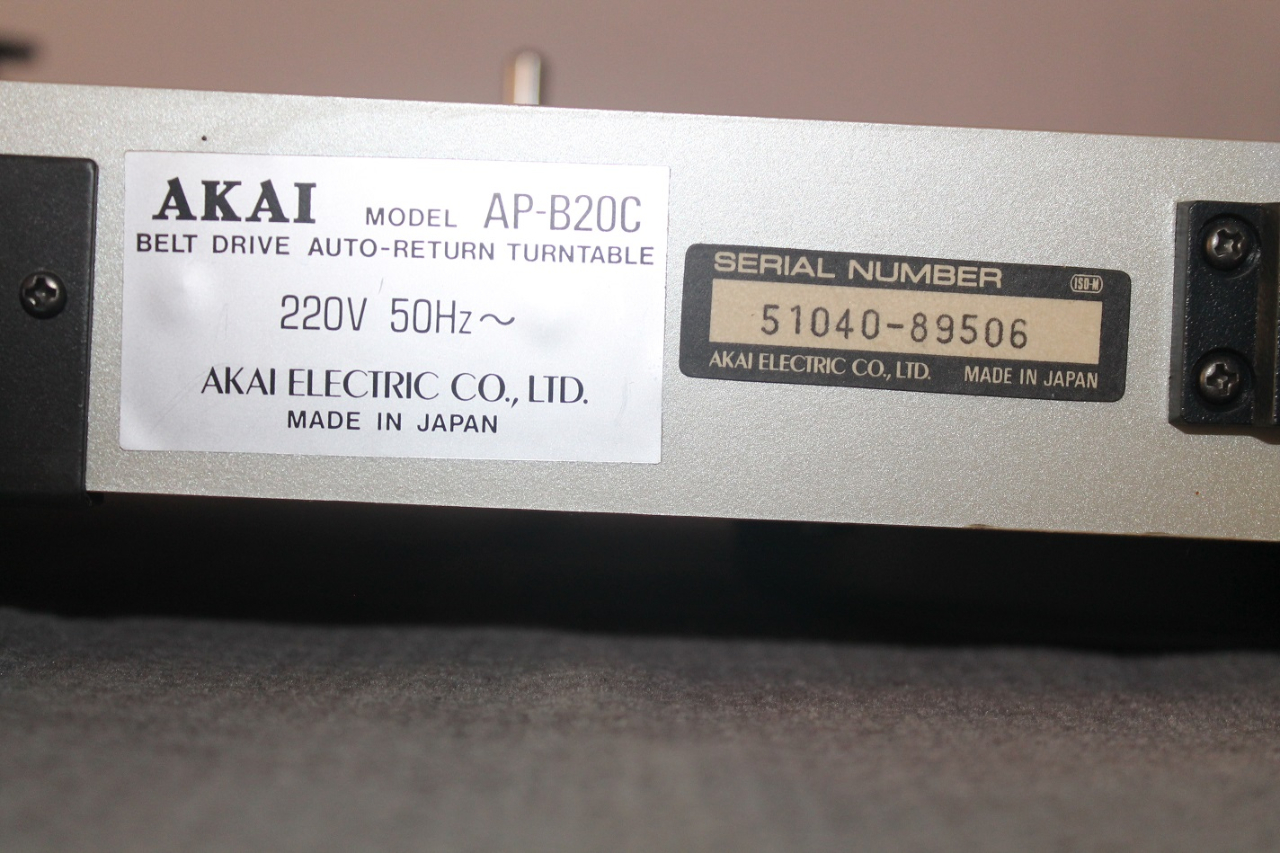 AKAI MODEL AP-B20C
BELT DRIVE AUTO-RETURN TURNTABLE
220V 50Hz ~
AKAI ELECTRIC CO., LTD.
MADE IN JAPAN
SERIAL NUMBER ISO-M
51040-89506
AKAI ELECTRIC CO., LTD. MADE IN JAPAN